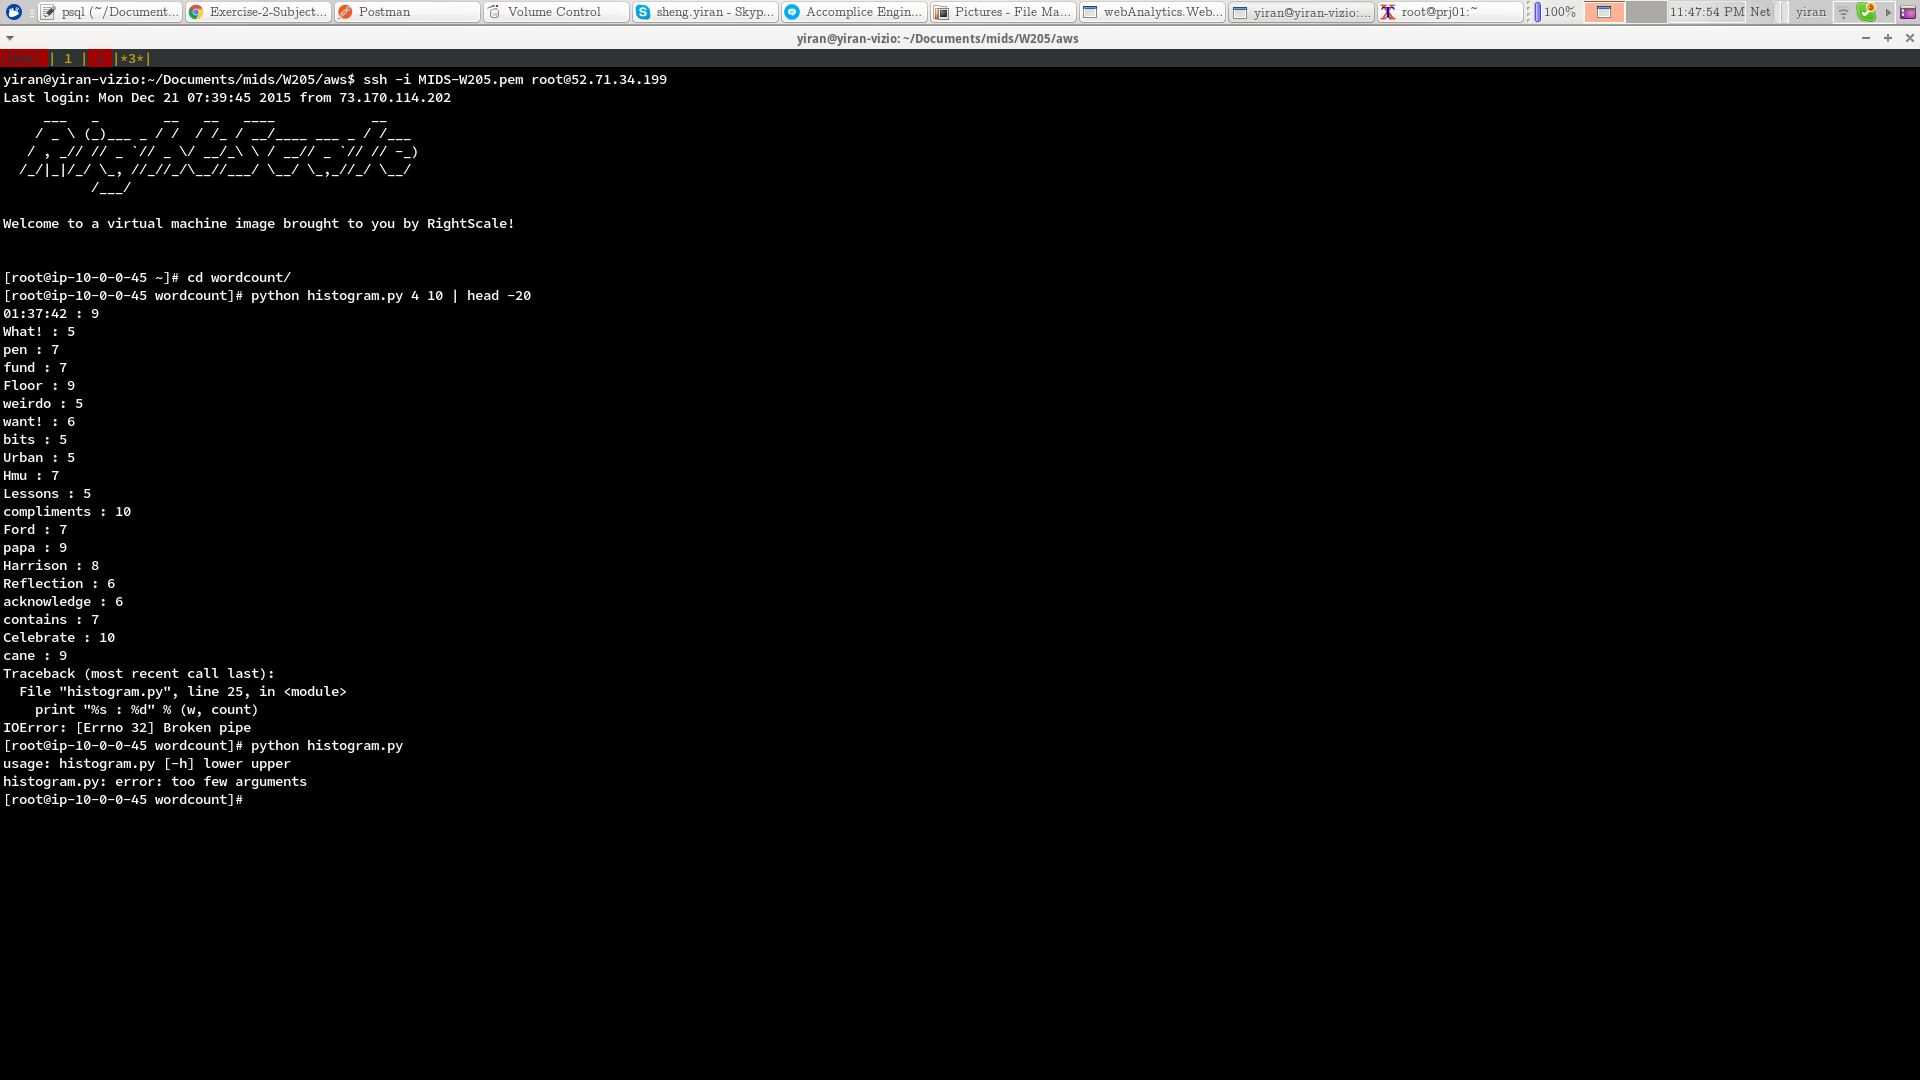 psql (~/Document...
Exercise-2-Subject...
Postman
Volume Control
sheng.yiran - Skyp...
Accomplice Engin...
Pictures - File Ma...
webAnalytics.Web...
yiran@yiran-vizio:...
root@prj01:~
100%
11:47:54 PM
Net
yiran
yiran@yiran-vizio: ~/Documents/mids/W205/aws
| 1 | 2 |*3*|
yiran@yiran-vizio:~/Documents/mids/W205/aws$ ssh -i MIDS-W205.pem root@52.71.34.199
Last login: Mon Dec 21 07:39:45 2015 from 73.170.114.202
Welcome to a virtual machine image brought to you by RightScale!
[root@ip-10-0-0-45 ~]# cd wordcount/
[root@ip-10-0-0-45 wordcount]# python histogram.py 4 10 | head -20
01:37:42 : 9
What! : 5
pen : 7
fund : 7
Floor : 9
weirdo : 5
want! : 6
bits : 5
Urban : 5
Hmu : 7
Lessons : 5
compliments : 10
Ford : 7
papa : 9
Harrison : 8
Reflection : 6
acknowledge : 6
contains : 7
Celebrate : 10
cane : 9
Traceback (most recent call last):
  File "histogram.py", line 25, in <module>
    print "%s : %d" % (w, count)
IOError: [Errno 32] Broken pipe
[root@ip-10-0-0-45 wordcount]# python histogram.py
usage: histogram.py [-h] lower upper
histogram.py: error: too few arguments
[root@ip-10-0-0-45 wordcount]#